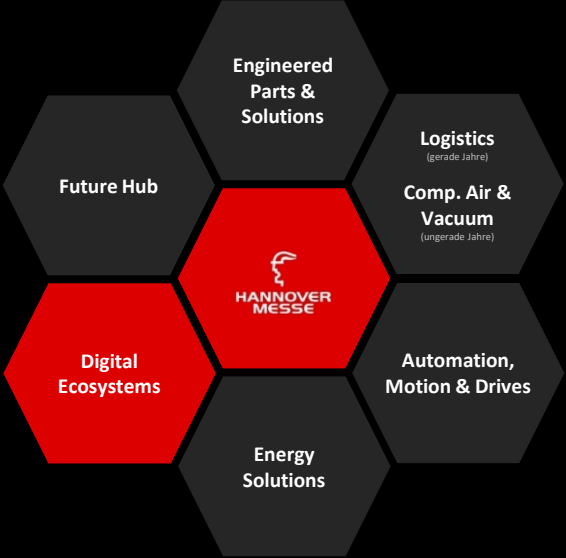 Engineered
Parts &
Solutions
Logistics
(gerade Jahre)
Comp. Air &
Vacuum
(ungerade Jahre)
Future Hub
HANNOVER
MESSE
Digital
Ecosystems
Automation,
Motion & Drives
Energy
Solutions